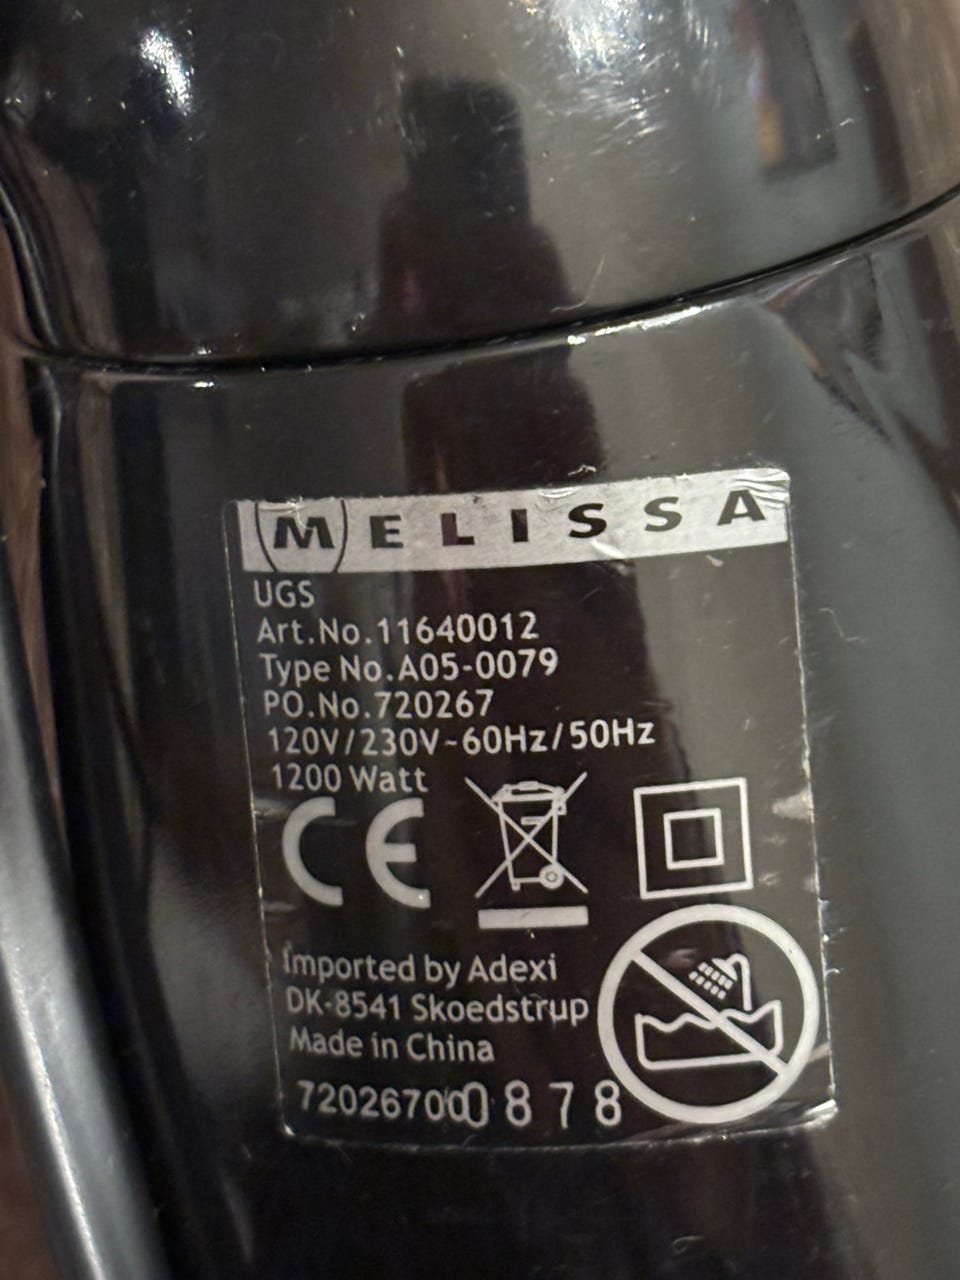 MELISSA
UGS
Art.No.11640012
Type No.A05-0079
PO.No.720267
120V/230V~60Hz/50Hz
1200 Watt
CE
Imported by Adexi
DK-8541 Skoedstrup
Made in China